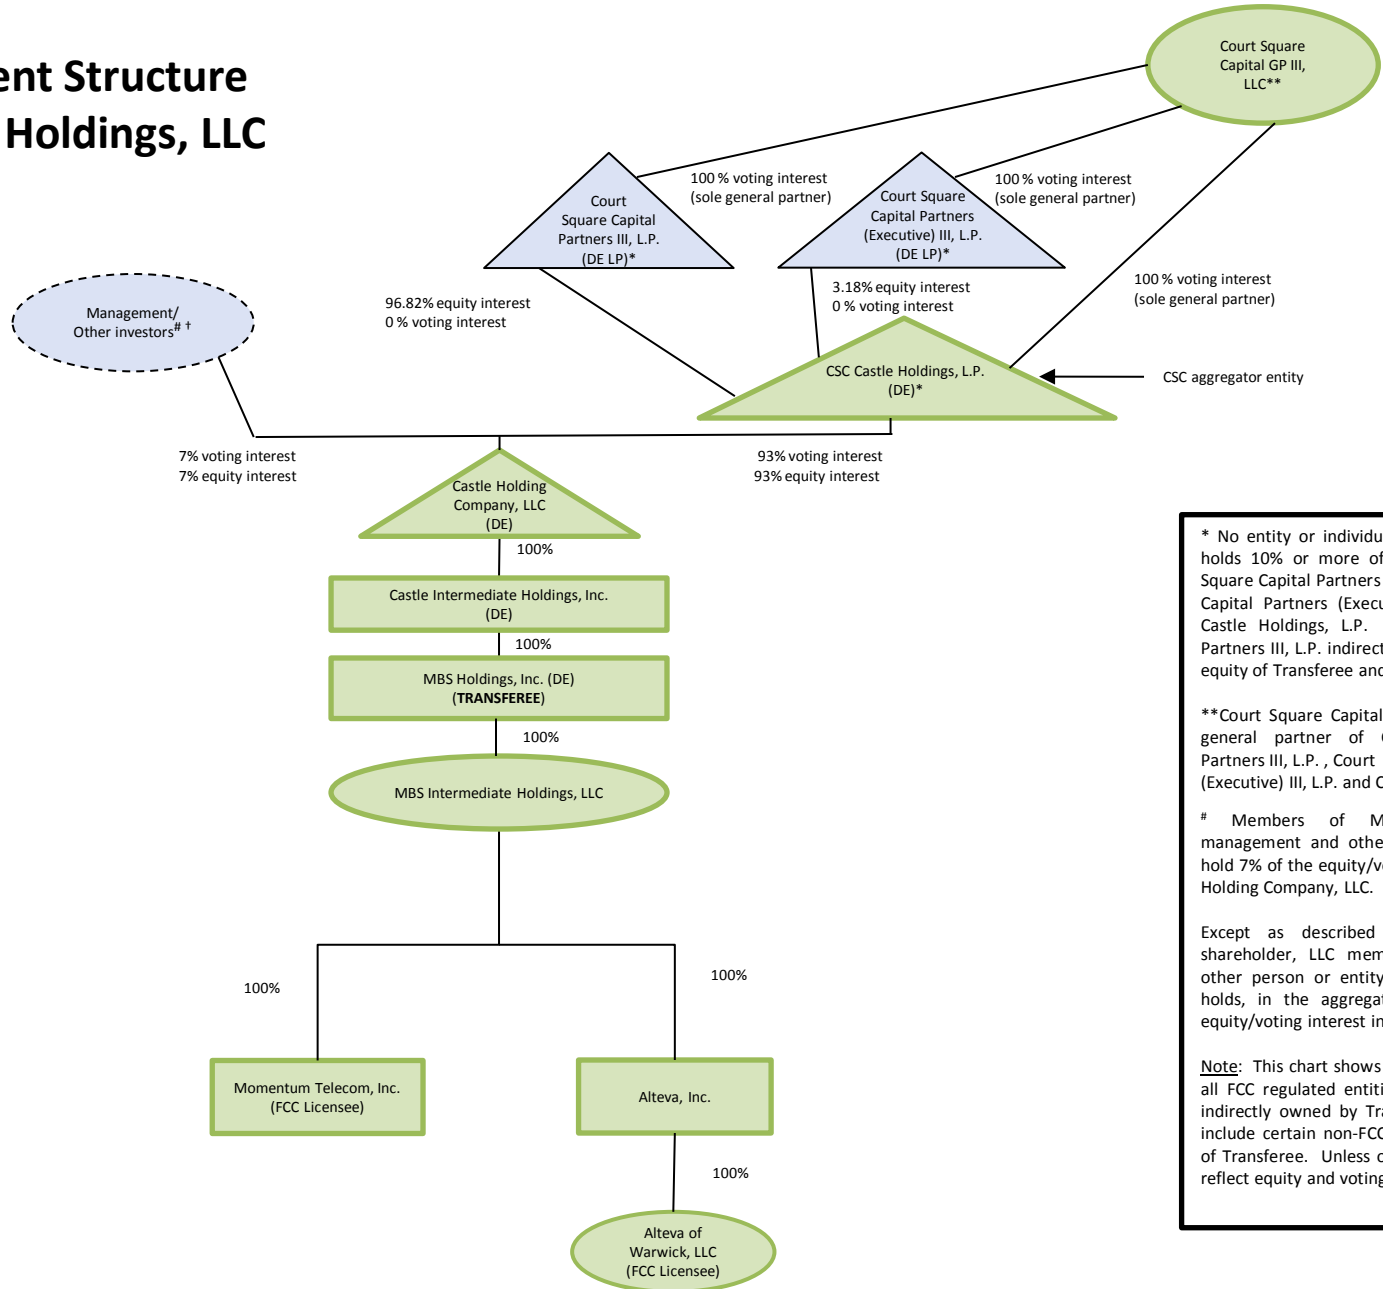 ent Structure
Holdings, LLC
Court Square
Capital GP III,
LLC**
100 % voting interest
(sole general partner)
100 % voting interest
(sole general partner)
Court
Square Capital
Partners III, L.P.
(DE LP)*
Court Square
Capital Partners
(Executive) III, L.P.
(DE LP)*
100 % voting interest
(sole general partner)
96.82% equity interest
0 % voting interest
3.18% equity interest
0 % voting interest
Management/
Other investors# †
CSC Castle Holdings, L.P.
(DE)*
CSC aggregator entity
7% voting interest
7% equity interest
93% voting interest
93% equity interest
Castle Holding
Company, LLC
(DE)
100%
Castle Intermediate Holdings, Inc.
(DE)
100%
MBS Holdings, Inc. (DE)
(TRANSFEREE)
100%
MBS Intermediate Holdings, LLC
100%
100%
Momentum Telecom, Inc.
(FCC Licensee)
Alteva, Inc.
100%
Alteva of
Warwick, LLC
(FCC Licensee)
* No entity or individu
holds 10% or more of
Square Capital Partners
Capital Partners (Execu
Castle Holdings, L.P.
Partners III, L.P. indirect
equity of Transferee and
**Court Square Capital
general partner of C
Partners III, L.P. , Court
(Executive) III, L.P. and C
# Members of M
management and othe
hold 7% of the equity/v
Holding Company, LLC.
Except as described
shareholder, LLC mem
other person or entity
holds, in the aggregat
equity/voting interest in
Note: This chart shows
all FCC regulated entiti
indirectly owned by Tra
include certain non-FCC
of Transferee. Unless o
reflect equity and voting